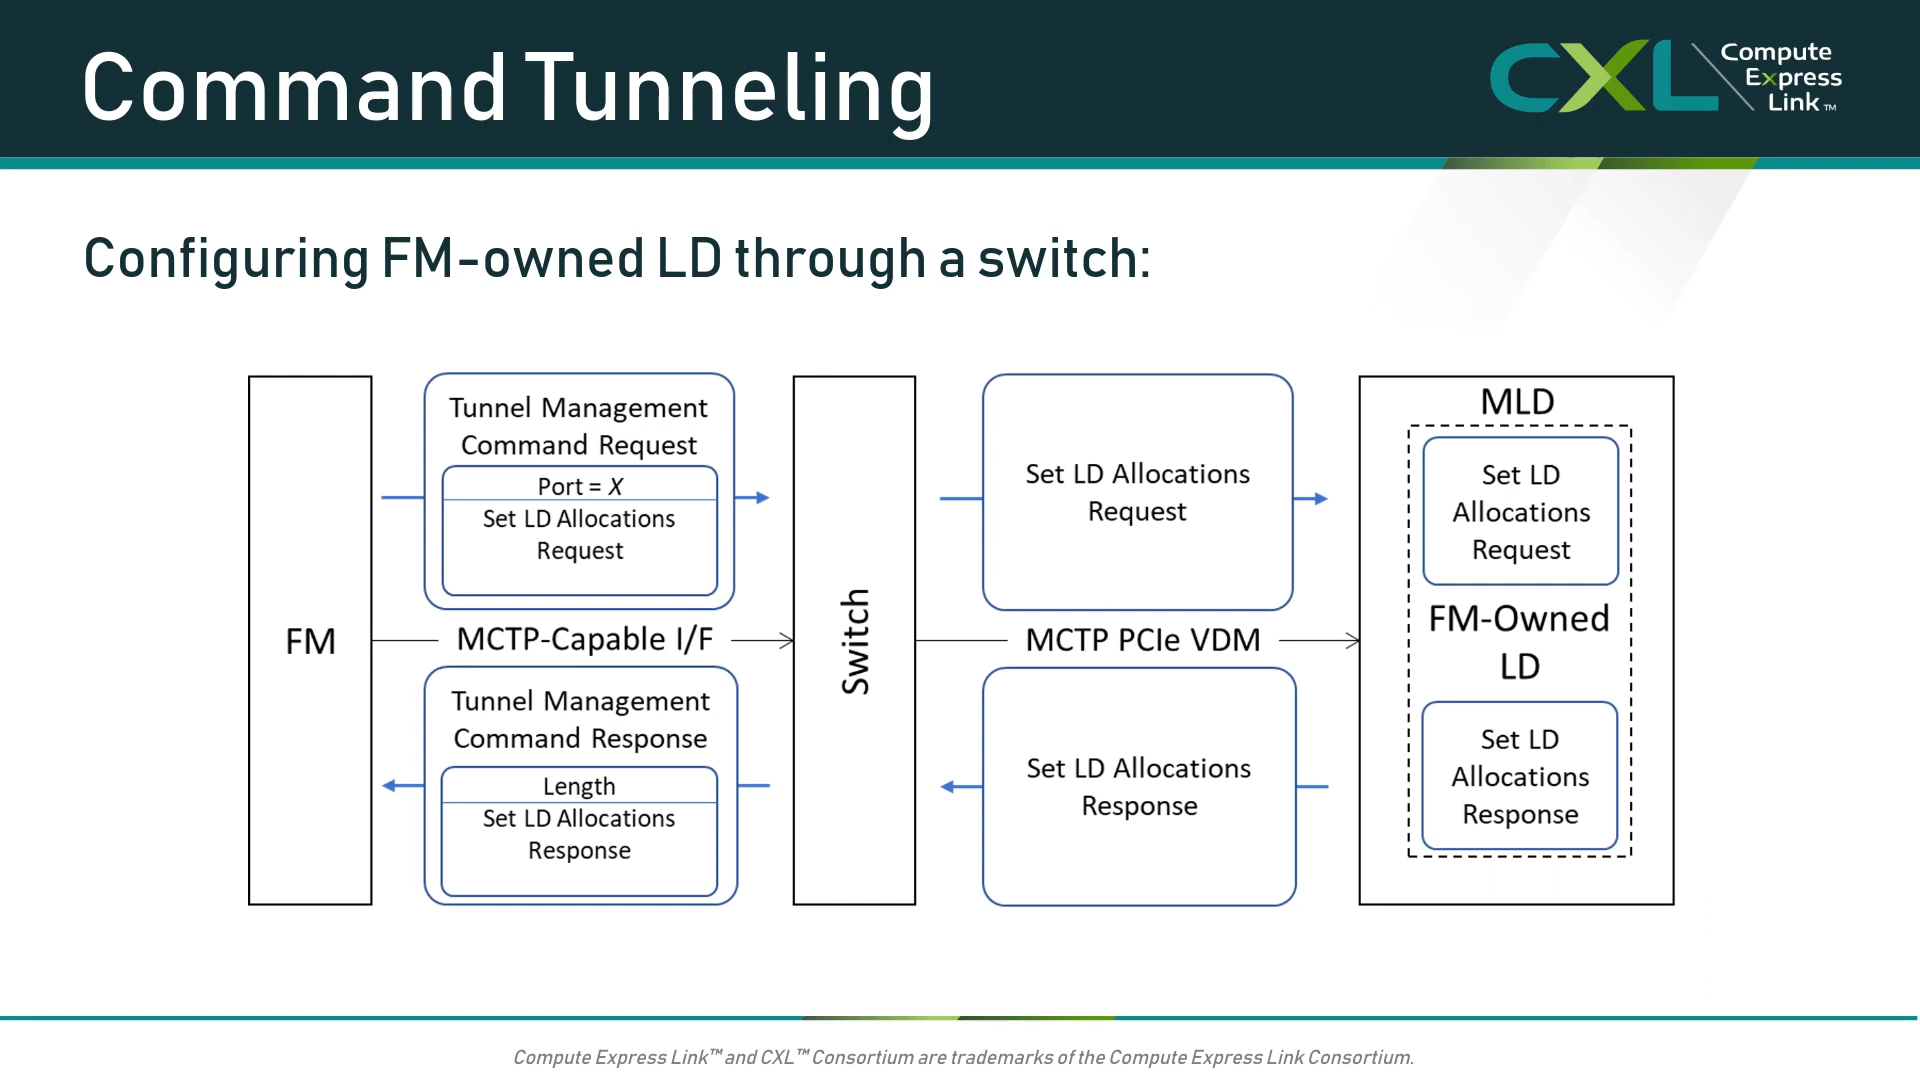 Command Tunneling
CXL
Compute
Express
Link™
Configuring FM-owned LD through a switch:
FM
Tunnel Management
Command Request
Port = X
Set LD Allocations
Request
MCTP-Capable I/F
Tunnel Management
Command Response
Length
Set LD Allocations
Response
Switch
Set LD Allocations
Request
MCTP PCIe VDM
Set LD Allocations
Response
MLD
Set LD
Allocations
Request
FM-Owned
LD
Set LD
Allocations
Response
Compute Express Link™ and CXL™ Consortium are trademarks of the Compute Express Link Consortium.